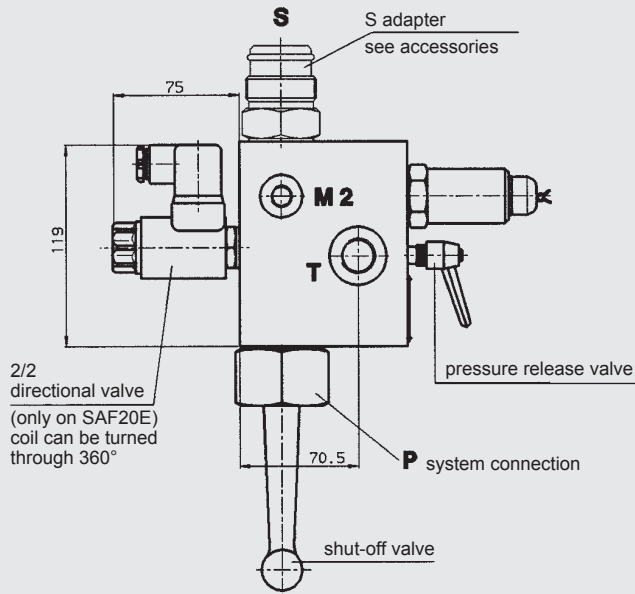 S
S adapter
see accessories
75
M 2
119
T
2/2
directional valve
(only on SAF20E)
coil can be turned
through 360°
pressure release valve
70.5
P system connection
shut-off valve